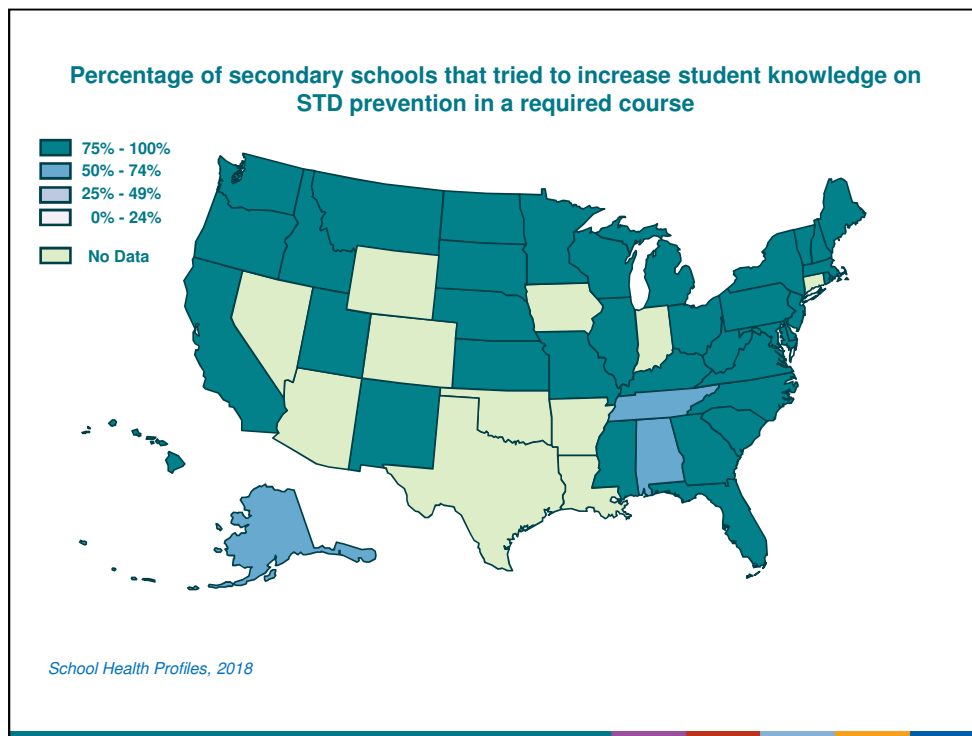 Percentage of secondary schools that tried to increase student knowledge on
STD prevention in a required course
75% - 100%
50% - 74%
25% - 49%
0% - 24%
No Data
School Health Profiles, 2018